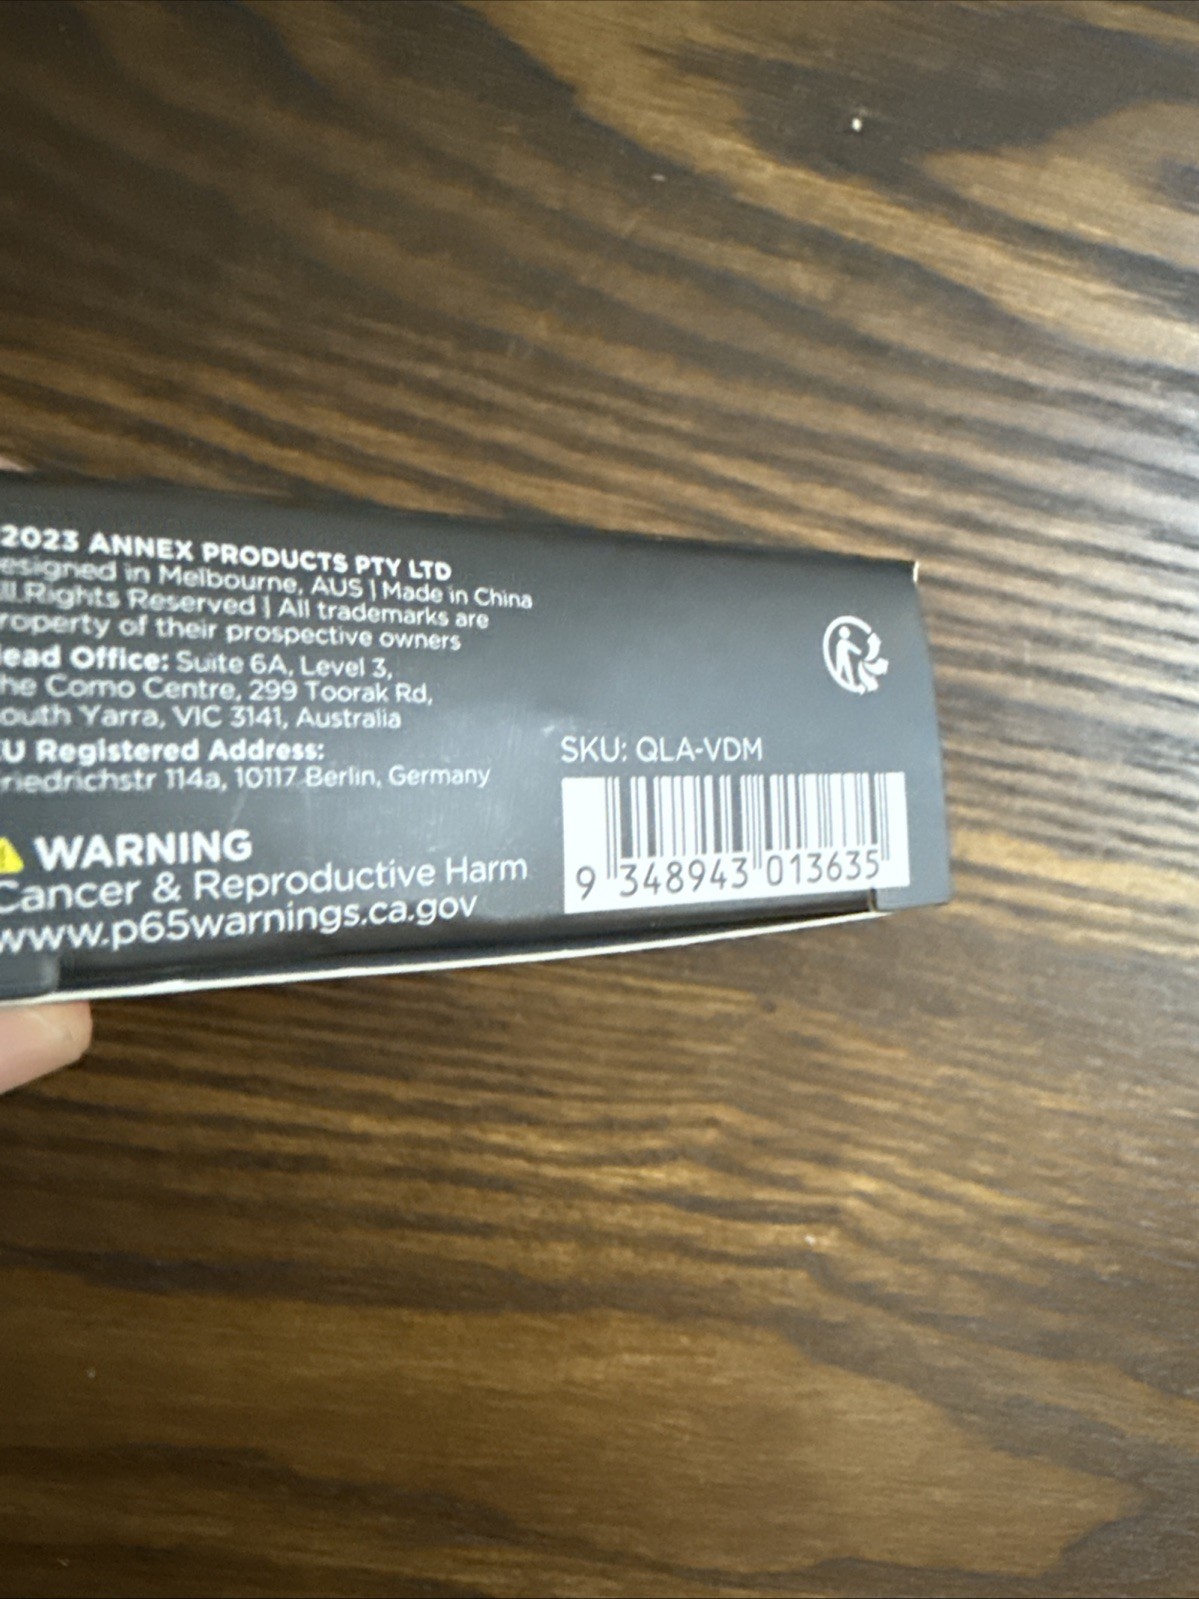 2023 ANNEX PRODUCTS PTY LTD
esigned in Melbourne, AUS | Made in China
ll Rights Reserved | All trademarks are
roperty of their prospective owners
ead Office: Suite 6A, Level 3,
he Como Centre, 299 Toorak Rd,
outh Yarra, VIC 3141, Australia
U Registered Address:
riedrichstr 114a, 10117 Berlin, Germany
WARNING
Cancer & Reproductive Harm
www.p65warnings.ca.gov
SKU: QLA-VDM
9 348943 013635